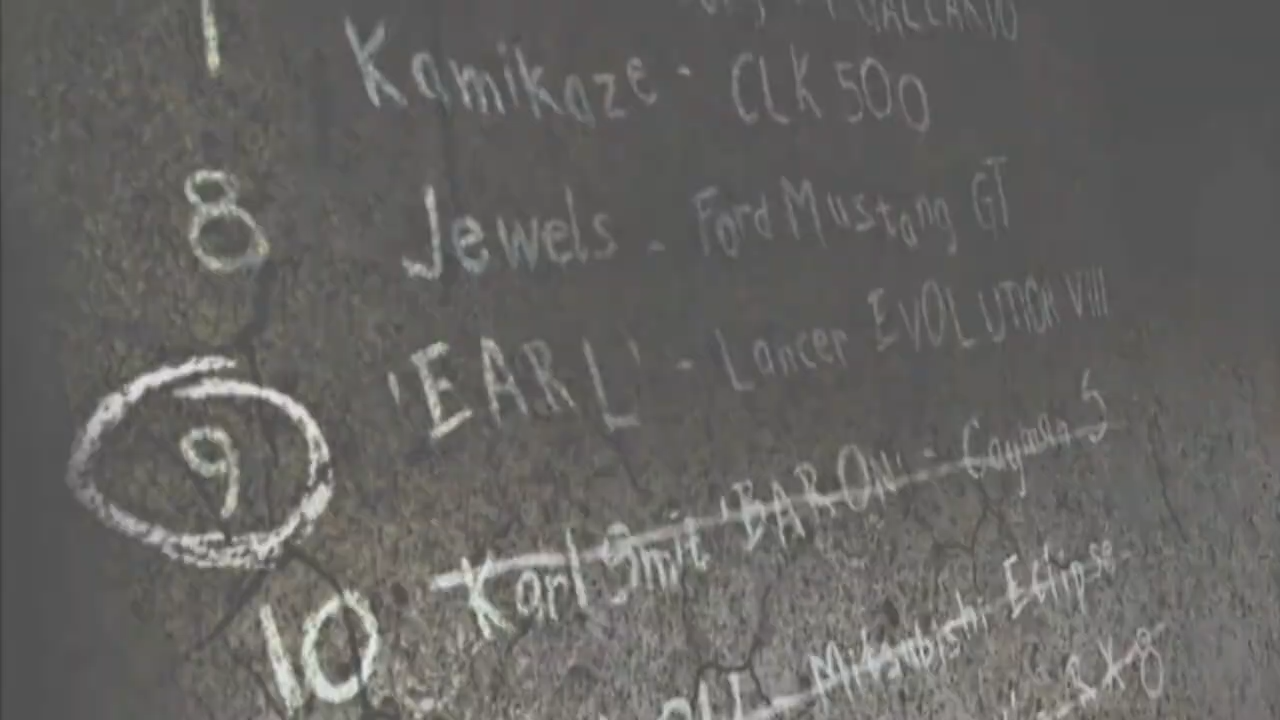 GALLARDO
7 Kamikaze - CLK 500
8 Jewels - Ford Mustang GT
9 'EARL' - Lancer EVOLUTION VIII
10 Karl Smit 'BARON' - Cayman S
Mitsubishi Eclipse